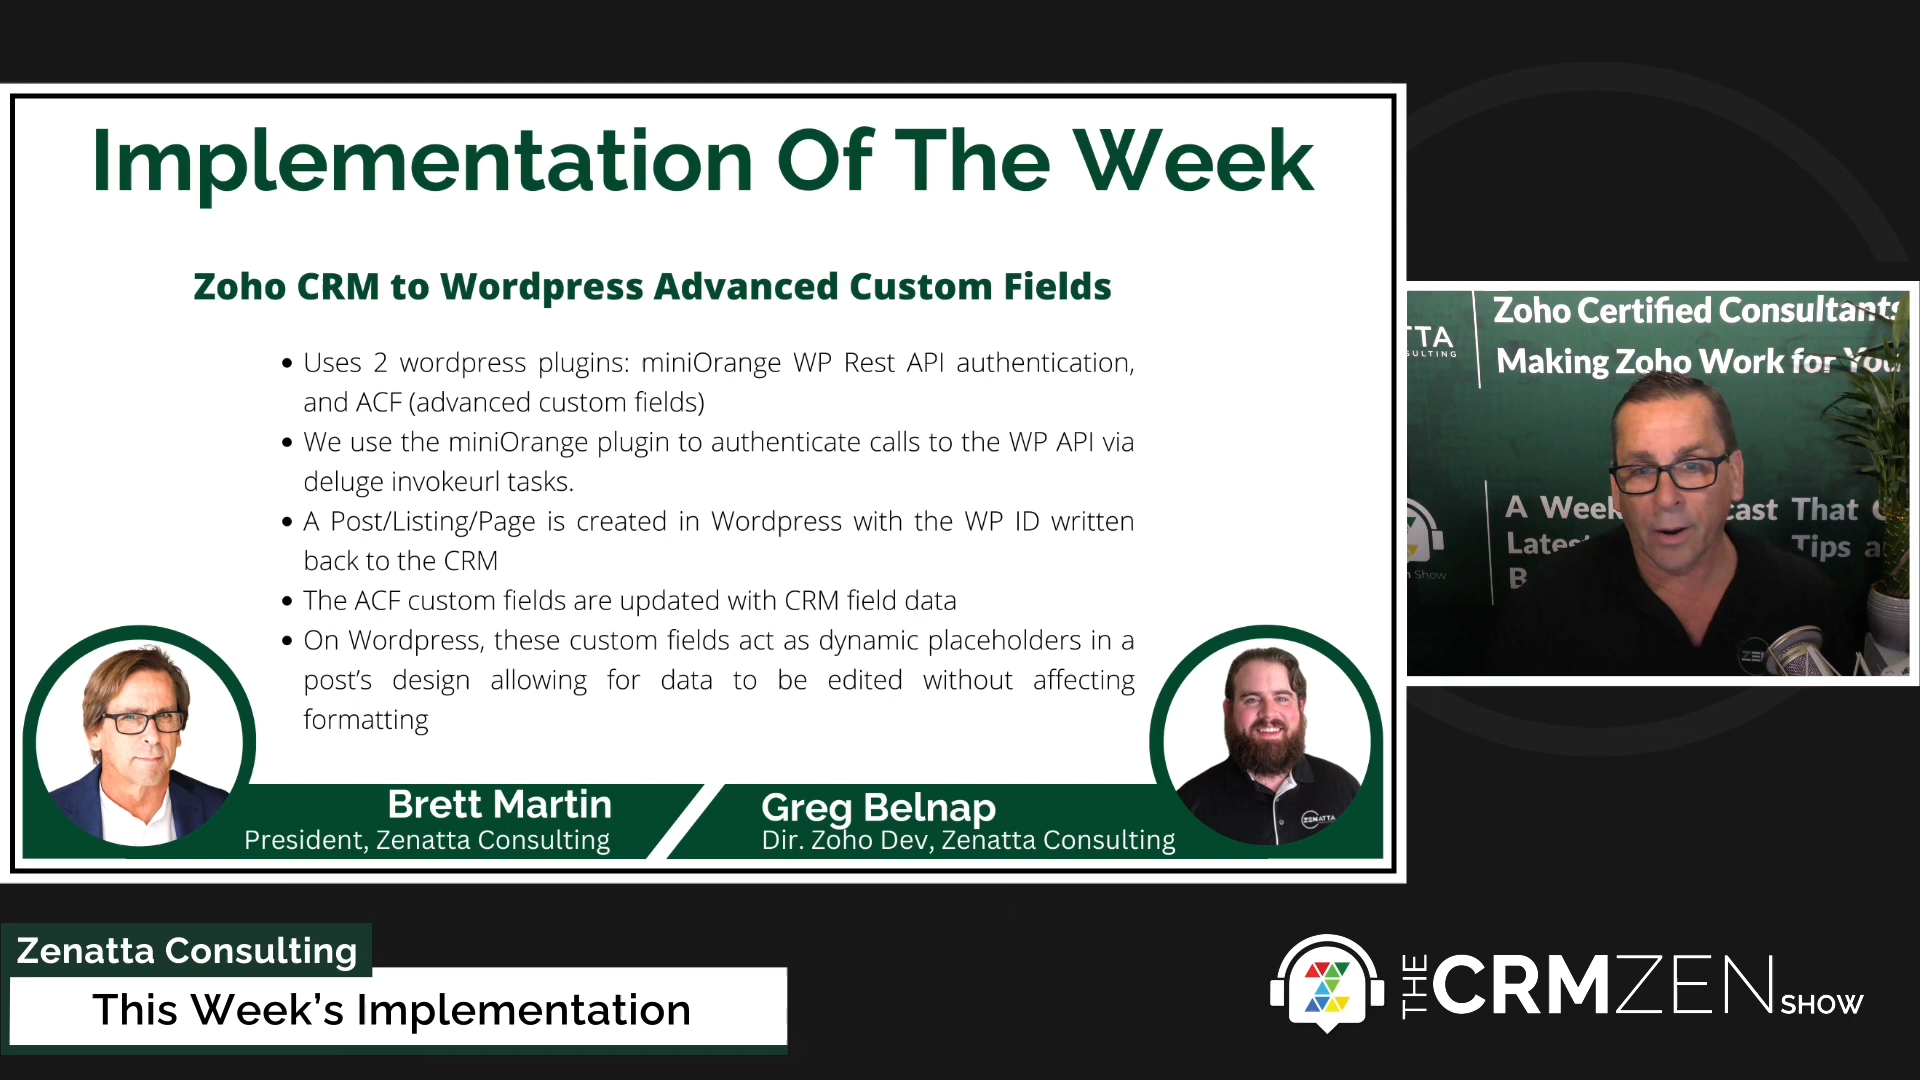 Implementation Of The Week
Zoho CRM to Wordpress Advanced Custom Fields
• Uses 2 wordpress plugins: miniOrange WP Rest API authentication,
and ACF (advanced custom fields)
• We use the miniOrange plugin to authenticate calls to the WP API via
deluge invokeurl tasks.
• A Post/Listing/Page is created in Wordpress with the WP ID written
back to the CRM
• The ACF custom fields are updated with CRM field data
• On Wordpress, these custom fields act as dynamic placeholders in a
post’s design allowing for data to be edited without affecting
formatting
Brett Martin
President, Zenatta Consulting
Greg Belnap
Dir. Zoho Dev, Zenatta Consulting
ZENATTA
Zoho Certified Consultants
Making Zoho Work for You
A
That
Tips
Show
Zenatta Consulting
This Week’s Implementation
THE CRMZEN SHOW